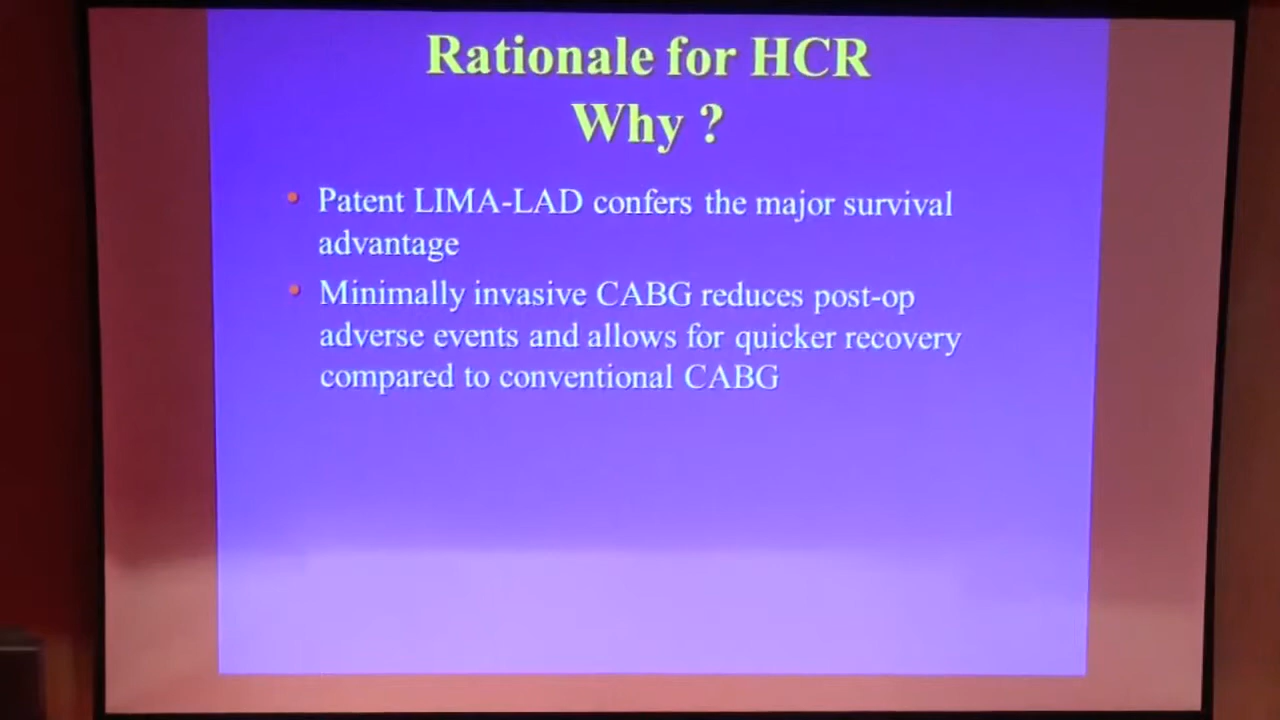 Rationale for HCR
Why ?
• Patent LIMA-LAD confers the major survival
advantage
• Minimally invasive CABG reduces post-op
adverse events and allows for quicker recovery
compared to conventional CABG